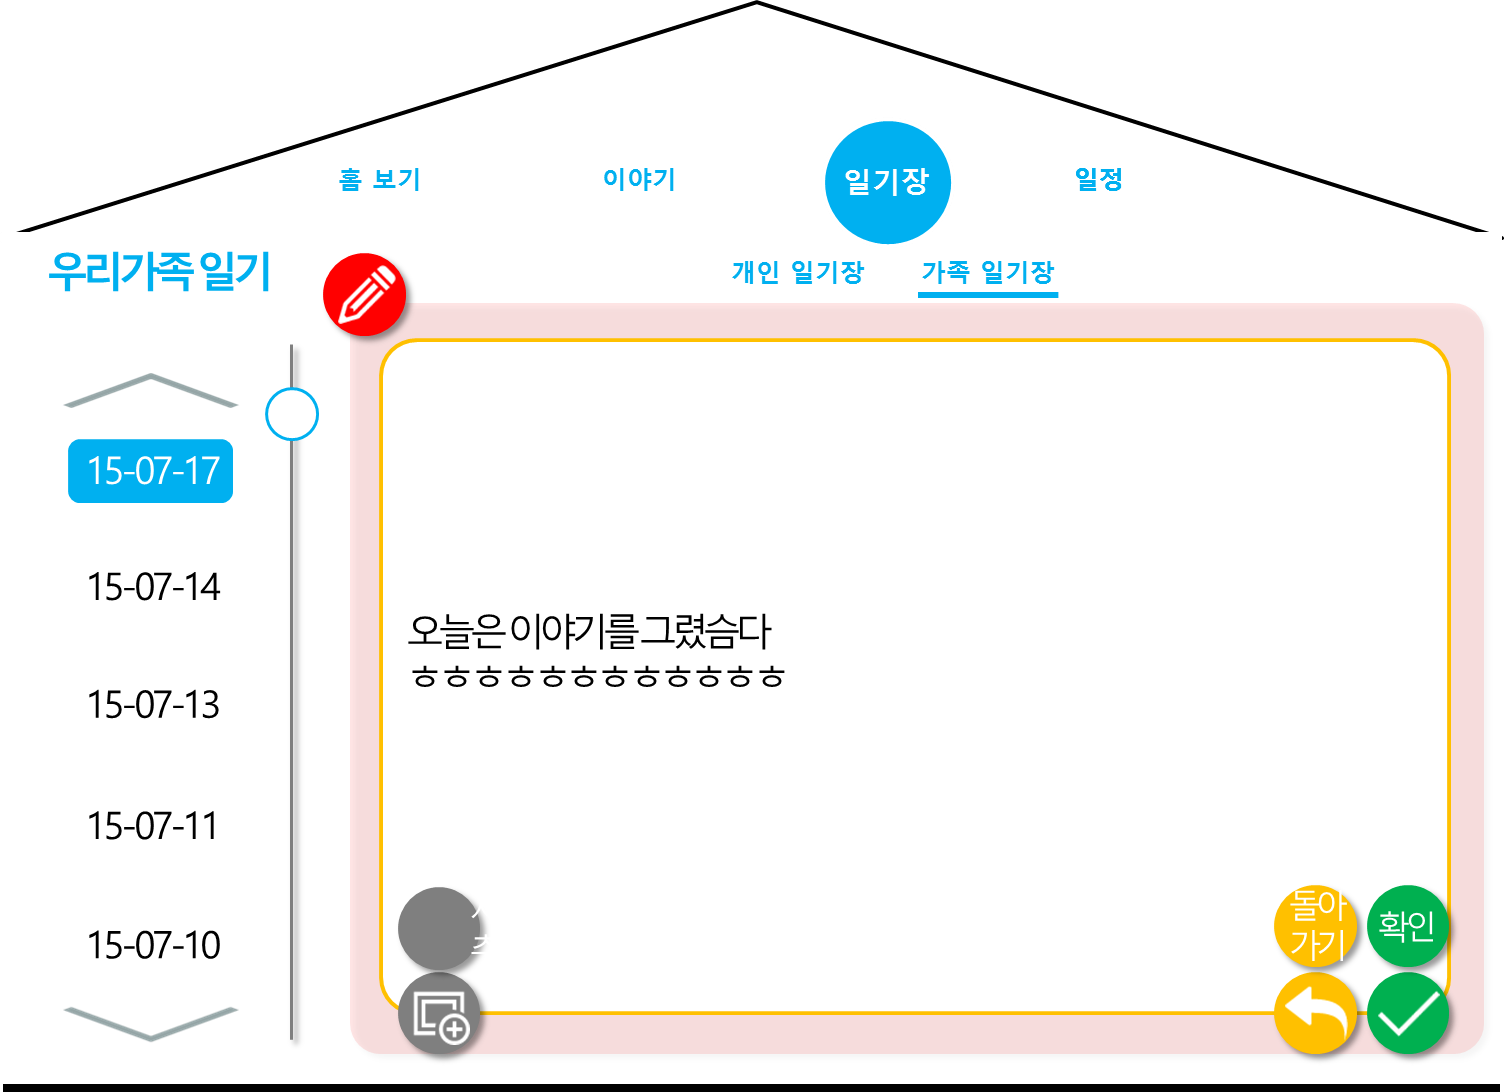 홈 보기
이야기
일기장
일정
우리가족 일기
개인 일기장
가족 일기장
15-07-17
15-07-14
15-07-13
15-07-11
15-07-10
오늘은 이야기를 그렸슴다
ㅎㅎㅎㅎㅎㅎㅎㅎㅎㅎㅎㅎ
돌아
가기
확인